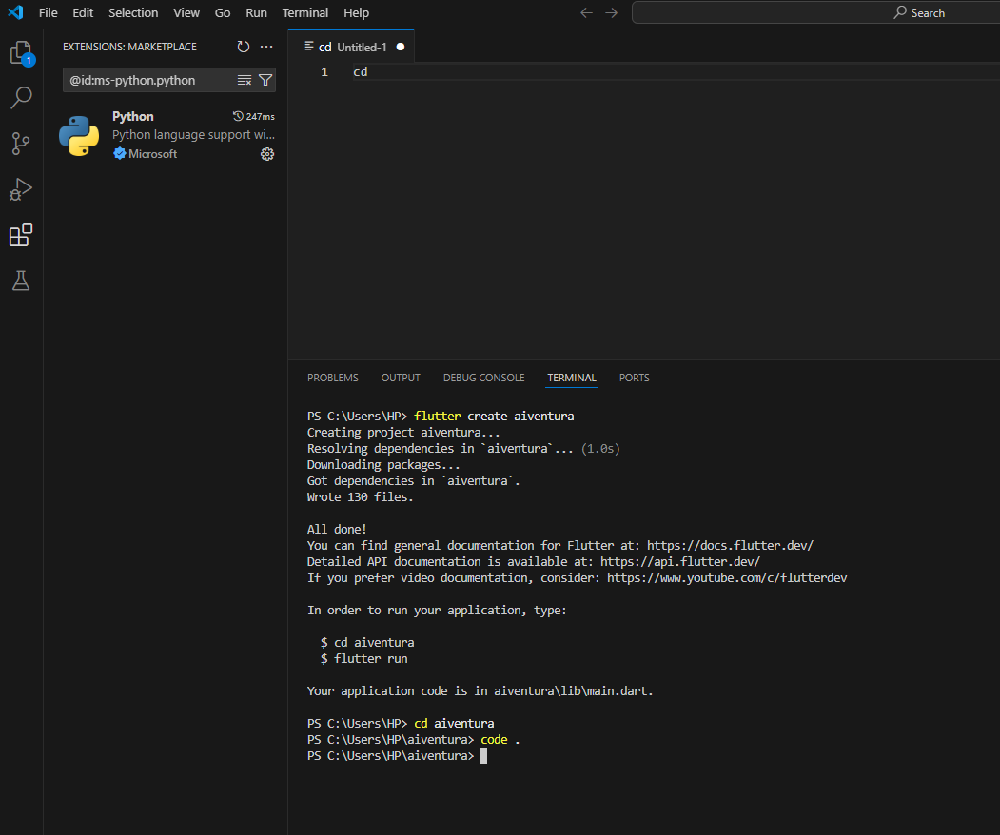 File Edit Selection View Go Run Terminal Help
Search
1
EXTENSIONS: MARKETPLACE
@id:ms-python.python
Python 247ms
Python language support wi...
Microsoft
cd Untitled-1
1 cd
PROBLEMS OUTPUT DEBUG CONSOLE TERMINAL PORTS
PS C:\Users\HP> flutter create aiventura
Creating project aiventura...
Resolving dependencies in `aiventura`... (1.0s)
Downloading packages...
Got dependencies in `aiventura`.
Wrote 130 files.
All done!
You can find general documentation for Flutter at: https://docs.flutter.dev/
Detailed API documentation is available at: https://api.flutter.dev/
If you prefer video documentation, consider: https://www.youtube.com/c/flutterdev
In order to run your application, type:
$ cd aiventura
$ flutter run
Your application code is in aiventura\lib\main.dart.
PS C:\Users\HP> cd aiventura
PS C:\Users\HP\aiventura> code .
PS C:\Users\HP\aiventura>